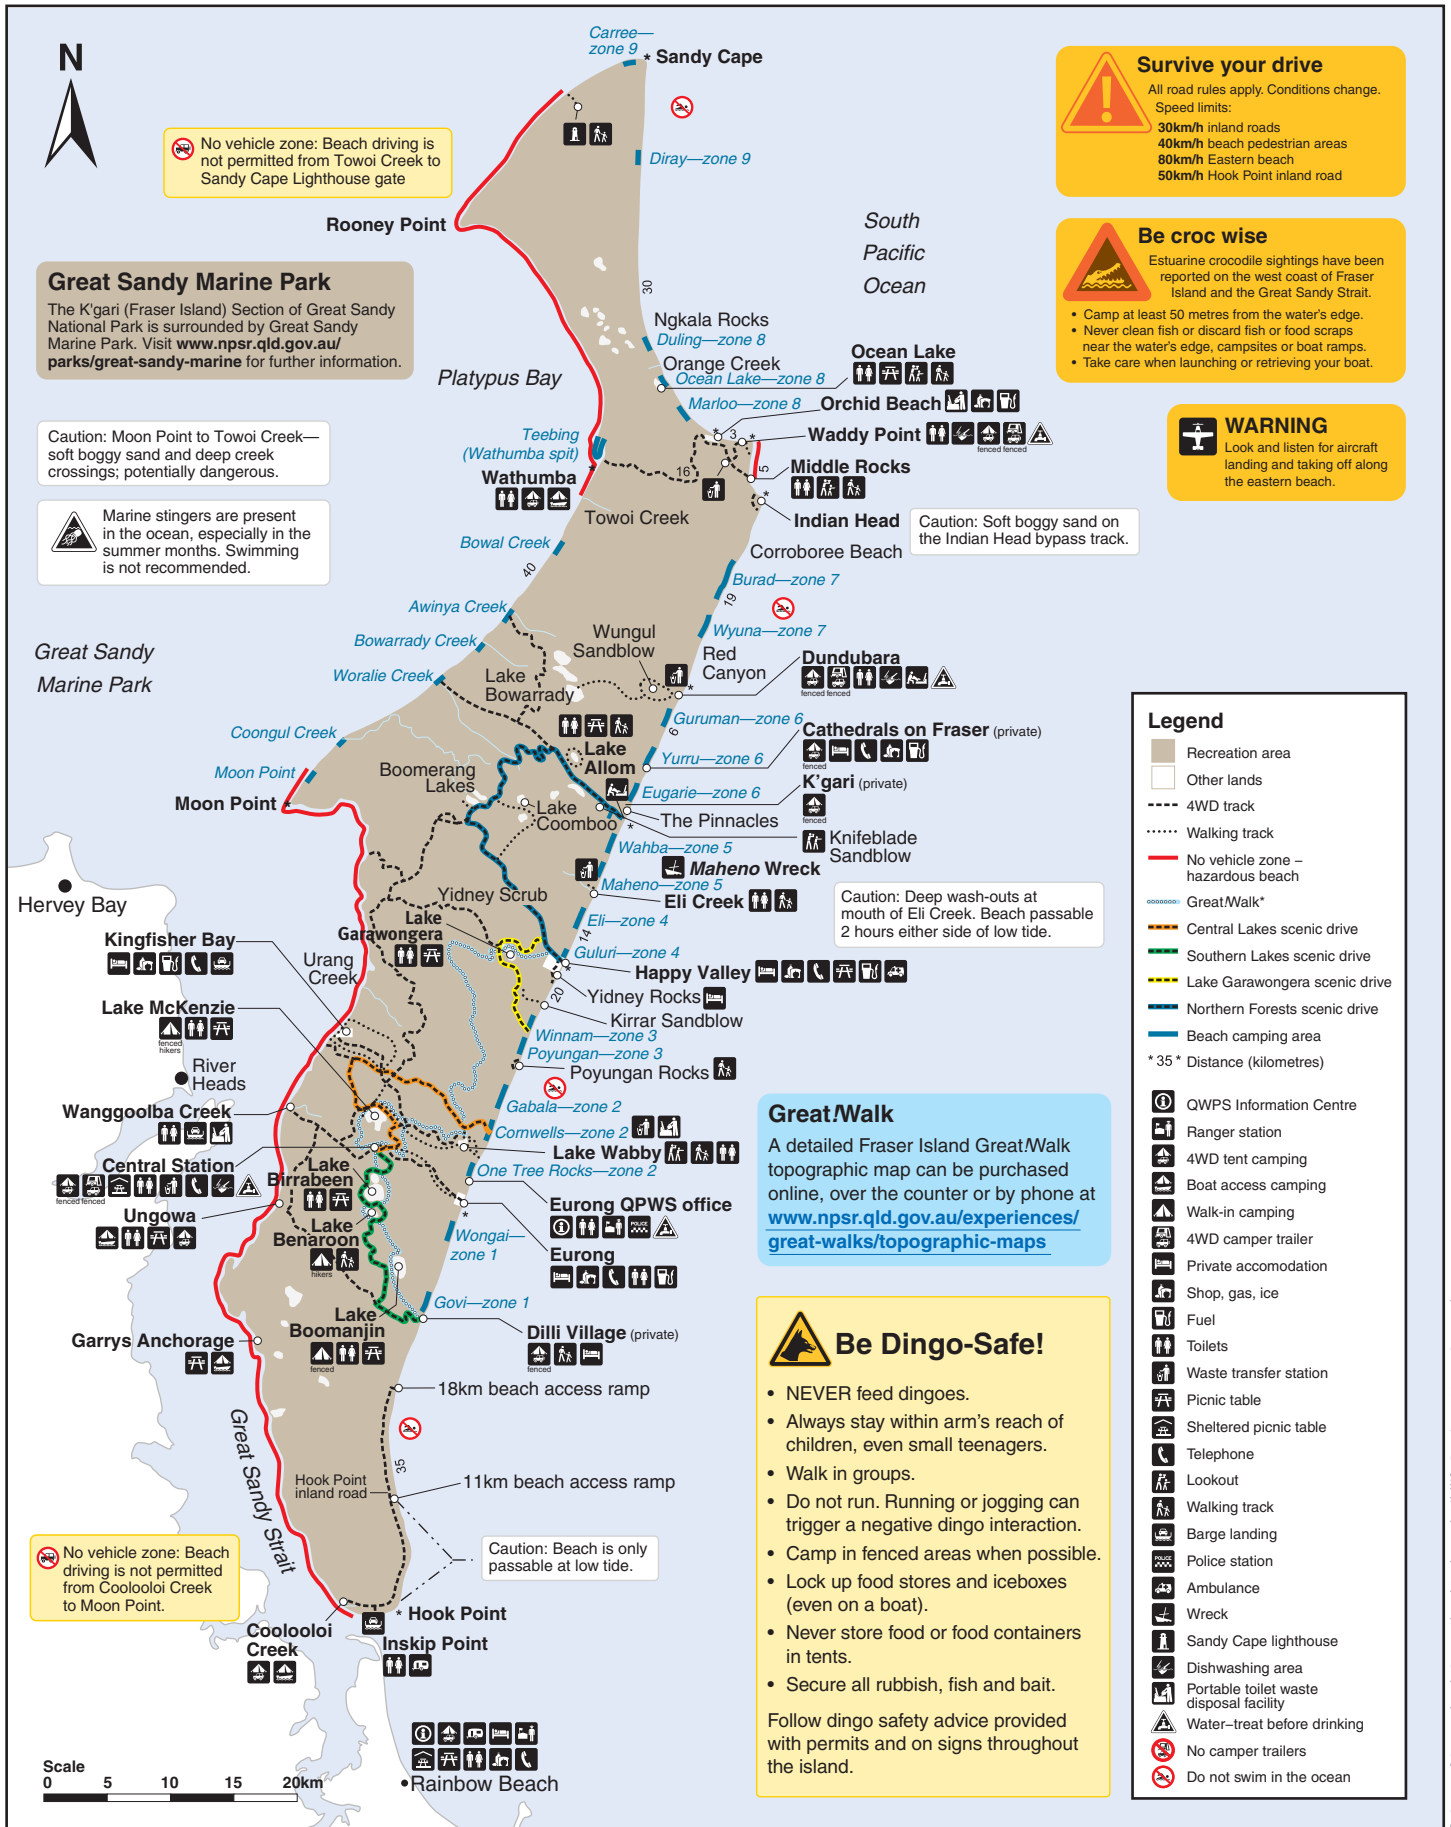 N
Carree—
zone 9
* Sandy Cape
No vehicle zone: Beach driving is
not permitted from Towoi Creek to
Sandy Cape Lighthouse gate
Diray—zone 9
Rooney Point
South
Pacific
Ocean
Survive your drive
All road rules apply. Conditions change.
Speed limits:
30km/h inland roads
40km/h beach pedestrian areas
80km/h Eastern beach
50km/h Hook Point inland road
Be croc wise
Estuarine crocodile sightings have been
reported on the west coast of Fraser
Island and the Great Sandy Strait.
• Camp at least 50 metres from the water's edge.
• Never clean fish or discard fish or food scraps
near the water's edge, campsites or boat ramps.
• Take care when launching or retrieving your boat.
WARNING
Look and listen for aircraft
landing and taking off along
the eastern beach.
Great Sandy Marine Park
The K'gari (Fraser Island) Section of Great Sandy
National Park is surrounded by Great Sandy
Marine Park. Visit www.npsr.qld.gov.au/
parks/great-sandy-marine for further information.
30
Ngkala Rocks
Duling—zone 8
Orange Creek
Ocean Lake—zone 8
Ocean Lake
Platypus Bay
Marloo—zone 8
Orchid Beach
* 3 *
Waddy Point
fenced fenced
Caution: Moon Point to Towoi Creek—
soft boggy sand and deep creek
crossings; potentially dangerous.
Teebing
(Wathumba spit)
*
Wathumba
16
5
Middle Rocks
*
Indian Head
Towoi Creek
Caution: Soft boggy sand on
the Indian Head bypass track.
Marine stingers are present
in the ocean, especially in the
summer months. Swimming
is not recommended.
Bowal Creek
40
Corroboree Beach
Burad—zone 7
19
Awinya Creek
Wyuna—zone 7
Bowarrady Creek
Wungul
Sandblow
Red
Canyon
Great Sandy
Marine Park
Woralie Creek
Lake
Bowarrady
*
Dundubara
fenced fenced
Guruman—zone 6
6
Cathedrals on Fraser (private)
fenced
Coongul Creek
Lake
Allom
Yurru—zone 6
Moon Point
Boomerang
Lakes
K'gari (private)
fenced
Eugarie—zone 6
Moon Point *
Lake
Coomboo
The Pinnacles
*
Knifeblade
Sandblow
Wahba—zone 5
Maheno Wreck
Maheno—zone 5
Eli Creek
Yidney Scrub
Eli—zone 4
14
Caution: Deep wash-outs at
mouth of Eli Creek. Beach passable
2 hours either side of low tide.
Hervey Bay
Lake
Garawongera
Guluri—zone 4
Kingfisher Bay
Urang
Creek
*
Happy Valley
Yidney Rocks
20
Kirrar Sandblow
Lake McKenzie
fenced
hikers
Winnam—zone 3
Poyungan—zone 3
Poyungan Rocks
River
Heads
Gabala—zone 2
Wanggoolba Creek
Cornwells—zone 2
Lake Wabby
Central Station
fenced fenced
Lake
Birrabeen
One Tree Rocks—zone 2
Eurong QPWS office
POLICE
*
Ungowa
Lake
Benaroon
hikers
Wongai—
zone 1
Eurong
Govi—zone 1
Lake
Boomanjin
fenced
Dilli Village (private)
fenced
Garrys Anchorage
18km beach access ramp
Great Sandy Strait
35
Hook Point
inland road
11km beach access ramp
Caution: Beach is only
passable at low tide.
No vehicle zone: Beach
driving is not permitted
from Coolooloi Creek
to Moon Point.
* Hook Point
Coolooloi
Creek
Inskip Point
Rainbow Beach
Scale
0 5 10 15 20km
Great!Walk
A detailed Fraser Island Great!Walk
topographic map can be purchased
online, over the counter or by phone at
www.npsr.qld.gov.au/experiences/
great-walks/topographic-maps
Be Dingo-Safe!
• NEVER feed dingoes.
• Always stay within arm's reach of
children, even small teenagers.
• Walk in groups.
• Do not run. Running or jogging can
trigger a negative dingo interaction.
• Camp in fenced areas when possible.
• Lock up food stores and iceboxes
(even on a boat).
• Never store food or food containers
in tents.
• Secure all rubbish, fish and bait.
Follow dingo safety advice provided
with permits and on signs throughout
the island.
Legend
Recreation area
Other lands
4WD track
Walking track
No vehicle zone –
hazardous beach
Great!Walk*
Central Lakes scenic drive
Southern Lakes scenic drive
Lake Garawongera scenic drive
Northern Forests scenic drive
Beach camping area
* 35 * Distance (kilometres)
QWPS Information Centre
Ranger station
4WD tent camping
Boat access camping
Walk-in camping
4WD camper trailer
Private accomodation
Shop, gas, ice
Fuel
Toilets
Waste transfer station
Picnic table
Sheltered picnic table
Telephone
Lookout
Walking track
Barge landing
POLICE Police station
Ambulance
Wreck
Sandy Cape lighthouse
Dishwashing area
Portable toilet waste
disposal facility
Water–treat before drinking
No camper trailers
Do not swim in the ocean